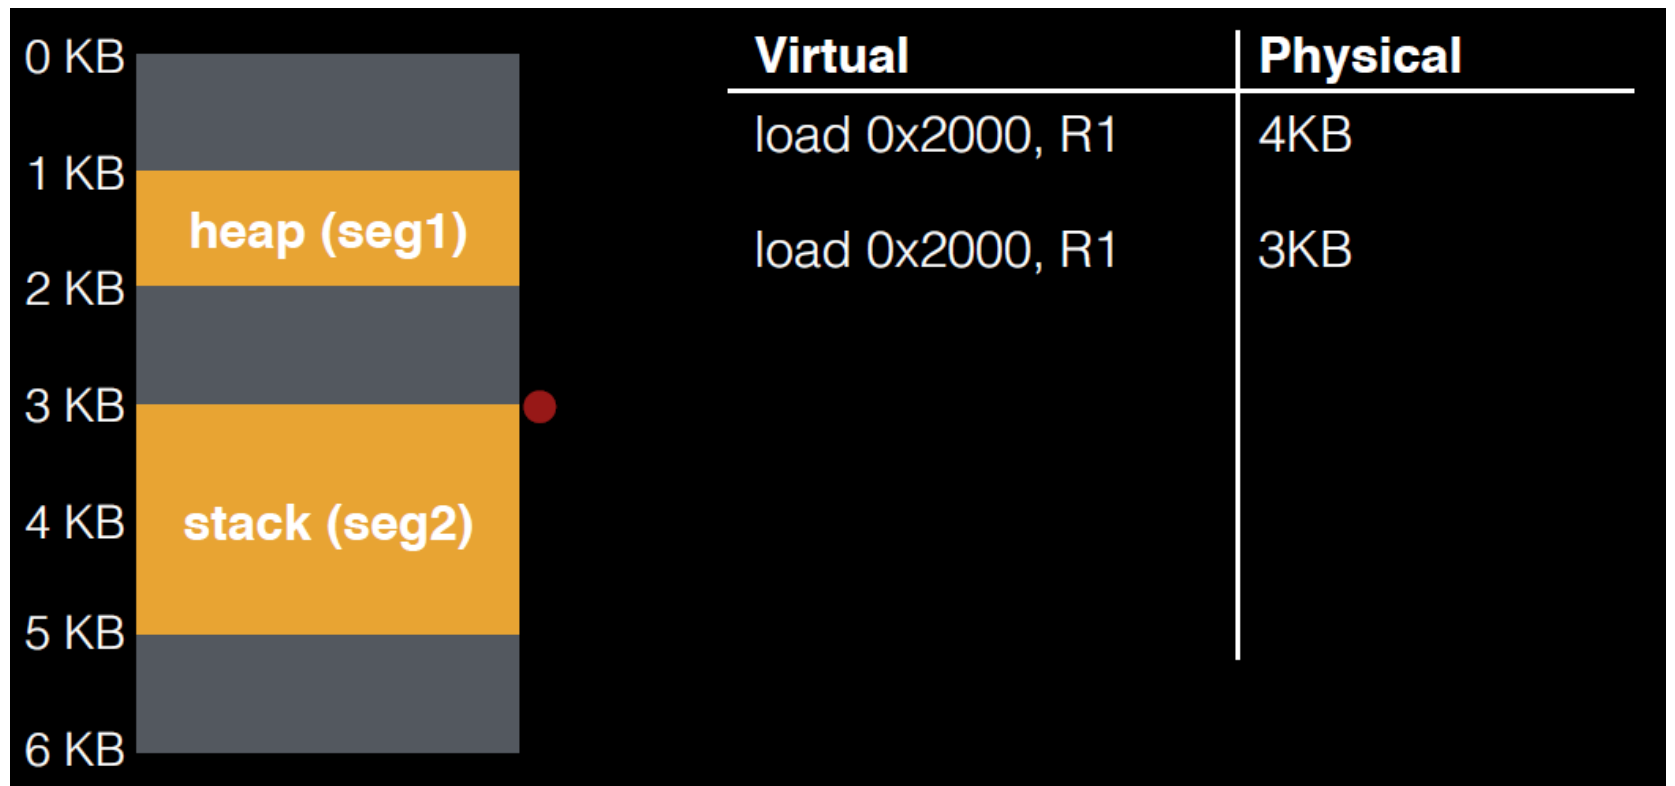 0 KB
1 KB
heap (seg1)
2 KB
3 KB
4 KB
stack (seg2)
5 KB
6 KB
Virtual Physical
load 0x2000, R1 4KB
load 0x2000, R1 3KB